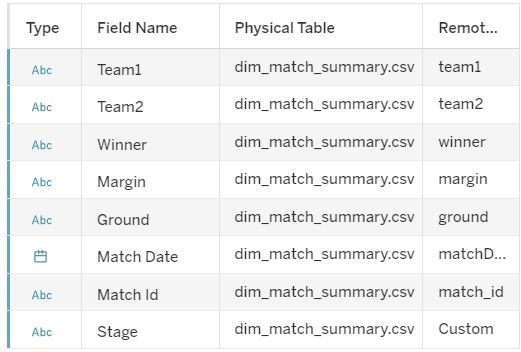 Type Field Name Physical Table Remot...
Abc Team1 dim_match_summary.csv team1
Abc Team2 dim_match_summary.csv team2
Abc Winner dim_match_summary.csv winner
Abc Margin dim_match_summary.csv margin
Abc Ground dim_match_summary.csv ground
Match Date dim_match_summary.csv matchD...
Abc Match Id dim_match_summary.csv match_id
Abc Stage dim_match_summary.csv Custom